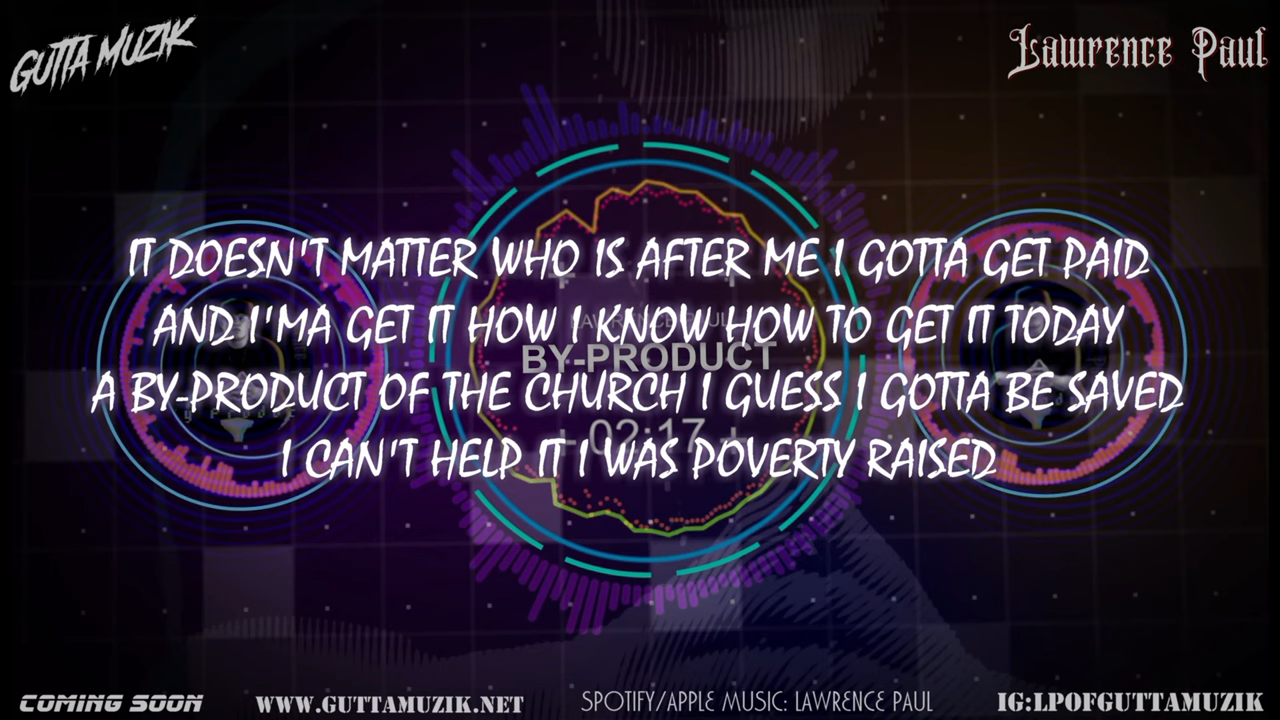 GUTTA MUZIK
Lawrence Paul
IT DOESN'T MATTER WHO IS AFTER ME I GOTTA GET PAID
AND I'MA GET IT HOW I KNOW HOW TO GET IT TODAY
BY-PRODUCT
A BY-PRODUCT OF THE CHURCH I GUESS I GOTTA BE SAVED
02:17
I CAN'T HELP IT I WAS POVERTY RAISED
COMING SOON
WWW.GUTTAMUZIK.NET
SPOTIFY/APPLE MUSIC: LAWRENCE PAUL
IG:LPOFGUTTAMUZIK